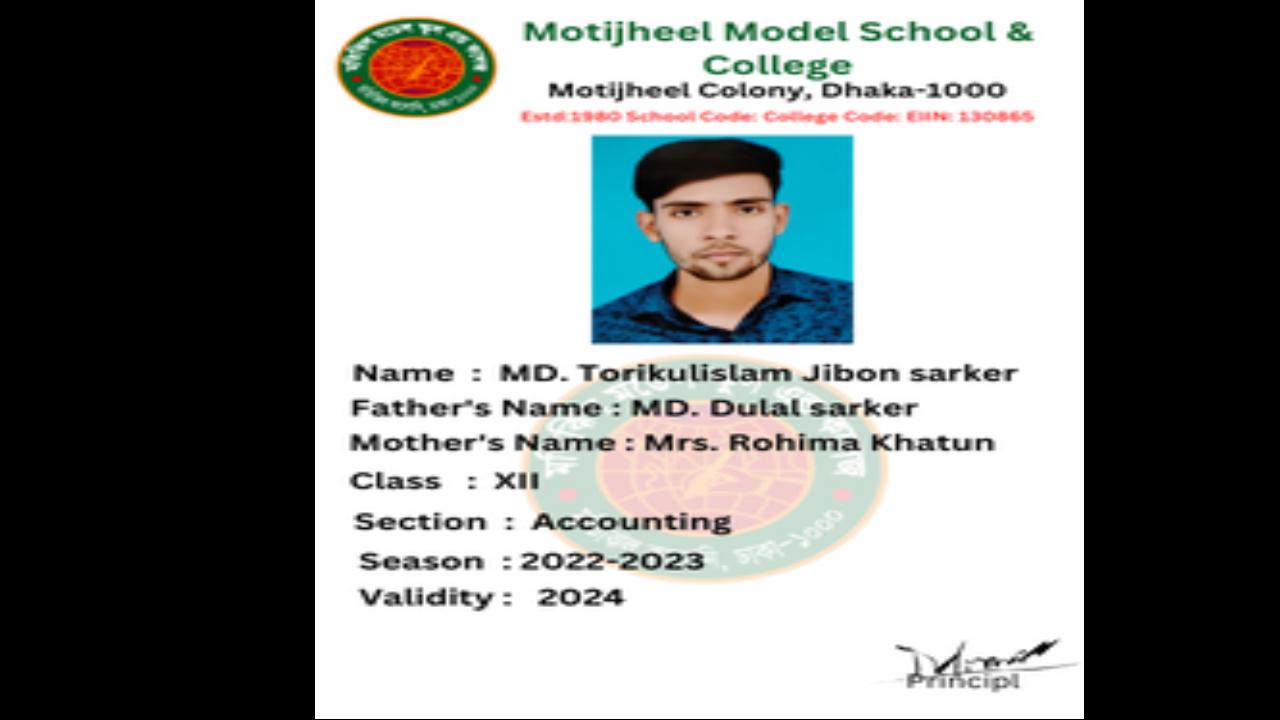 Motijheel Model School &
College
Motijheel Colony, Dhaka-1000
Estd:1980 School Code: College Code: EIIN: 130865
Name : MD. Torikulislam Jibon sarker
Father's Name : MD. Dulal sarker
Mother's Name : Mrs. Rohima Khatun
Class : XII
Section : Accounting
Season : 2022-2023
Validity : 2024
Principl
ঢাকা-১০০০